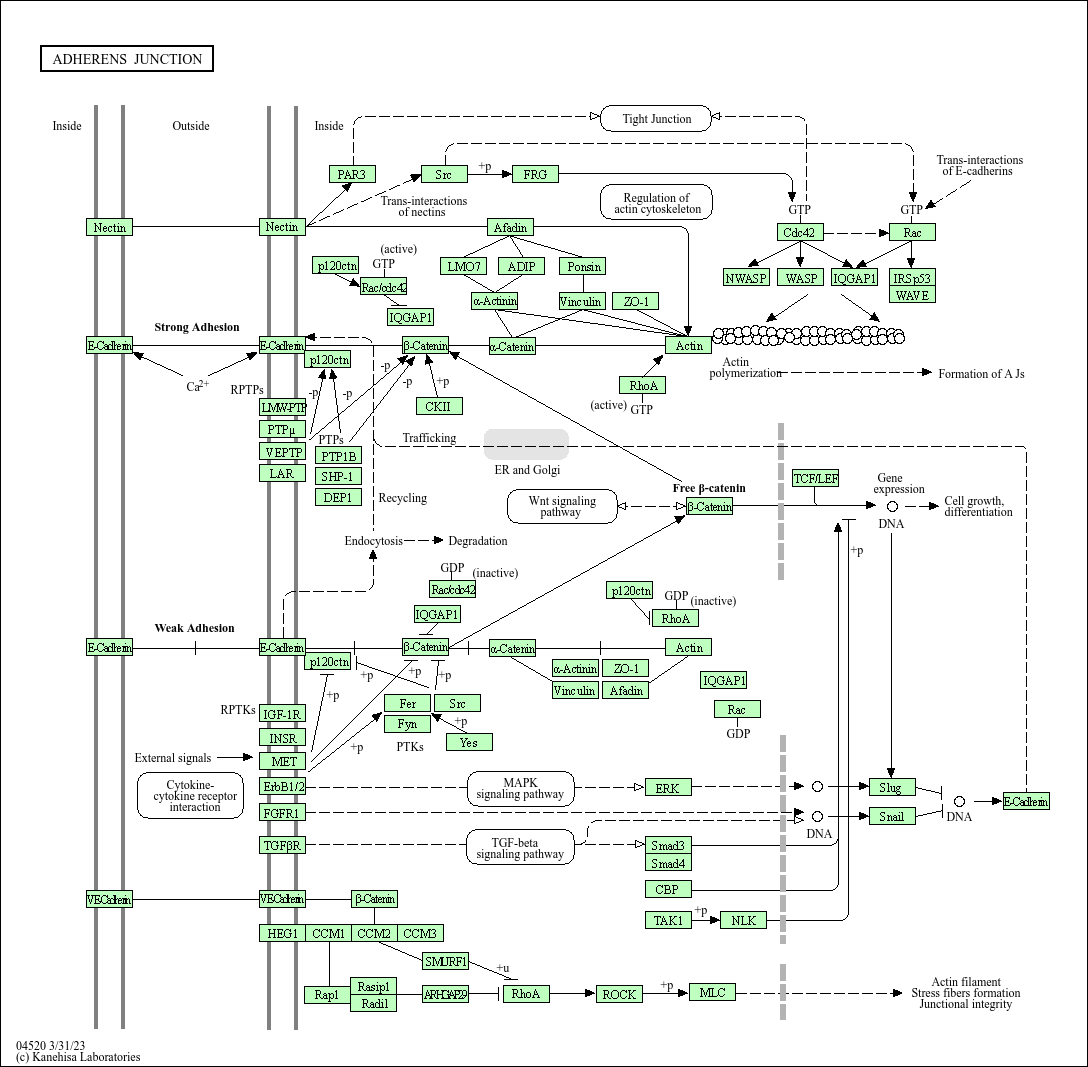 ADHERENS JUNCTION
Inside
Outside
Inside
Tight Junction
PAR3
Src
+p
FRG
Trans-interactions
of E-cadherins
Trans-interactions
of nectins
Regulation of
actin cytoskeleton
GTP
GTP
Nectin
Nectin
Afadin
Cdc42
Rac
(active)
GTP
p120ctn
LMO7
ADIP
Ponsin
NWASP
WASP
IQGAP1
IRSp53
WAVE
Rac/cdc42
IQGAP1
α-Actinin
Vinculin
ZO-1
Strong Adhesion
E-Cadherin
E-Cadherin
β-Catenin
α-Catenin
Actin
p120ctn
Ca2+
RPTPs
-p
-p
-p
-p
+p
CKII
RhoA
(active)
GTP
Actin
polymerization
Formation of AJs
LMW-PTP
PTPμ
VEPTP
LAR
PTPs
PTP1B
SHP-1
DEP1
Trafficking
ER and Golgi
Recycling
Free β-catenin
Wnt signaling
pathway
β-Catenin
TCF/LEF
Gene
expression
DNA
Cell growth,
differentiation
Endocytosis
Degradation
+p
GDP
(inactive)
Rac/cdc42
IQGAP1
p120ctn
GDP
(inactive)
RhoA
Weak Adhesion
E-Cadherin
E-Cadherin
β-Catenin
α-Catenin
Actin
p120ctn
+p
+p
+p
+p
α-Actinin
ZO-1
Vinculin
Afadin
IQGAP1
Rac
GDP
RPTKs
IGF-1R
INSR
MET
ErbB1/2
FGFR1
TGFβR
Fer
Src
Fyn
+p
Yes
PTKs
+p
External signals
Cytokine-
cytokine receptor
interaction
MAPK
signaling pathway
ERK
Slug
Snail
DNA
DNA
E-Cadherin
TGF-beta
signaling pathway
Smad3
Smad4
CBP
TAK1
+p
NLK
VECadherin
VECadherin
β-Catenin
HEG1
CCM1
CCM2
CCM3
SMURF1
+u
Rap1
Rasip1
Radil
ARHGAP29
RhoA
ROCK
+p
MLC
Actin filament
Stress fibers formation
Junctional integrity
04520 3/31/23
(c) Kanehisa Laboratories